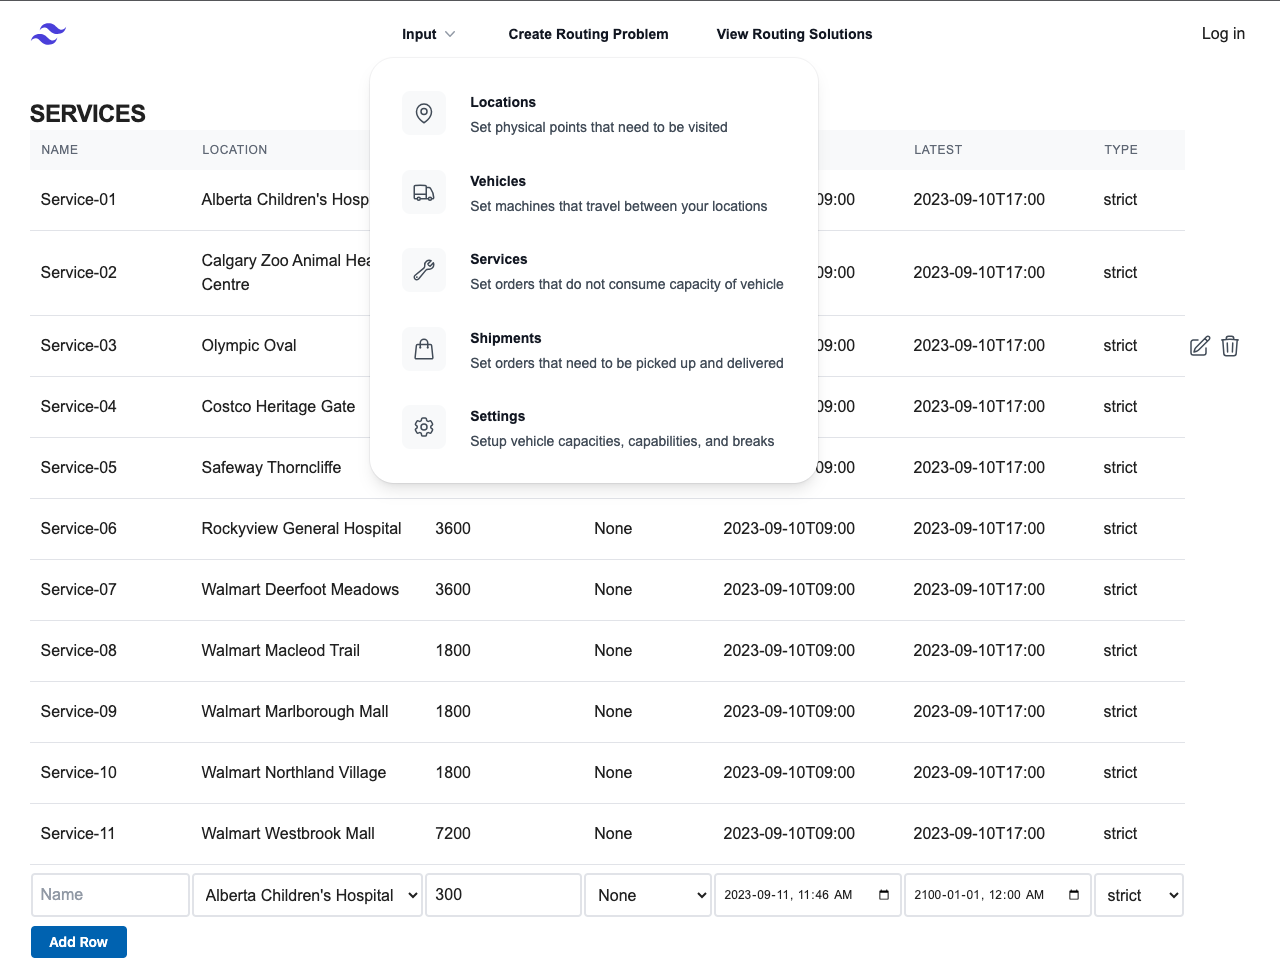 Input
Create Routing Problem
View Routing Solutions
Log in
Locations
Set physical points that need to be visited
Vehicles
Set machines that travel between your locations
Services
Set orders that do not consume capacity of vehicle
Shipments
Set orders that need to be picked up and delivered
Settings
Setup vehicle capacities, capabilities, and breaks
SERVICES
NAME LOCATION LATEST TYPE
Service-01 Alberta Children's Hosp 09:00 2023-09-10T17:00 strict
Service-02 Calgary Zoo Animal Hea 09:00 2023-09-10T17:00 strict
Centre
Service-03 Olympic Oval 09:00 2023-09-10T17:00 strict
Service-04 Costco Heritage Gate 09:00 2023-09-10T17:00 strict
Service-05 Safeway Thorncliffe 09:00 2023-09-10T17:00 strict
Service-06 Rockyview General Hospital 3600 None 2023-09-10T09:00 2023-09-10T17:00 strict
Service-07 Walmart Deerfoot Meadows 3600 None 2023-09-10T09:00 2023-09-10T17:00 strict
Service-08 Walmart Macleod Trail 1800 None 2023-09-10T09:00 2023-09-10T17:00 strict
Service-09 Walmart Marlborough Mall 1800 None 2023-09-10T09:00 2023-09-10T17:00 strict
Service-10 Walmart Northland Village 1800 None 2023-09-10T09:00 2023-09-10T17:00 strict
Service-11 Walmart Westbrook Mall 7200 None 2023-09-10T09:00 2023-09-10T17:00 strict
Name Alberta Children's Hospital 300 None 2023-09-11, 11:46 AM 2100-01-01, 12:00 AM strict
Add Row